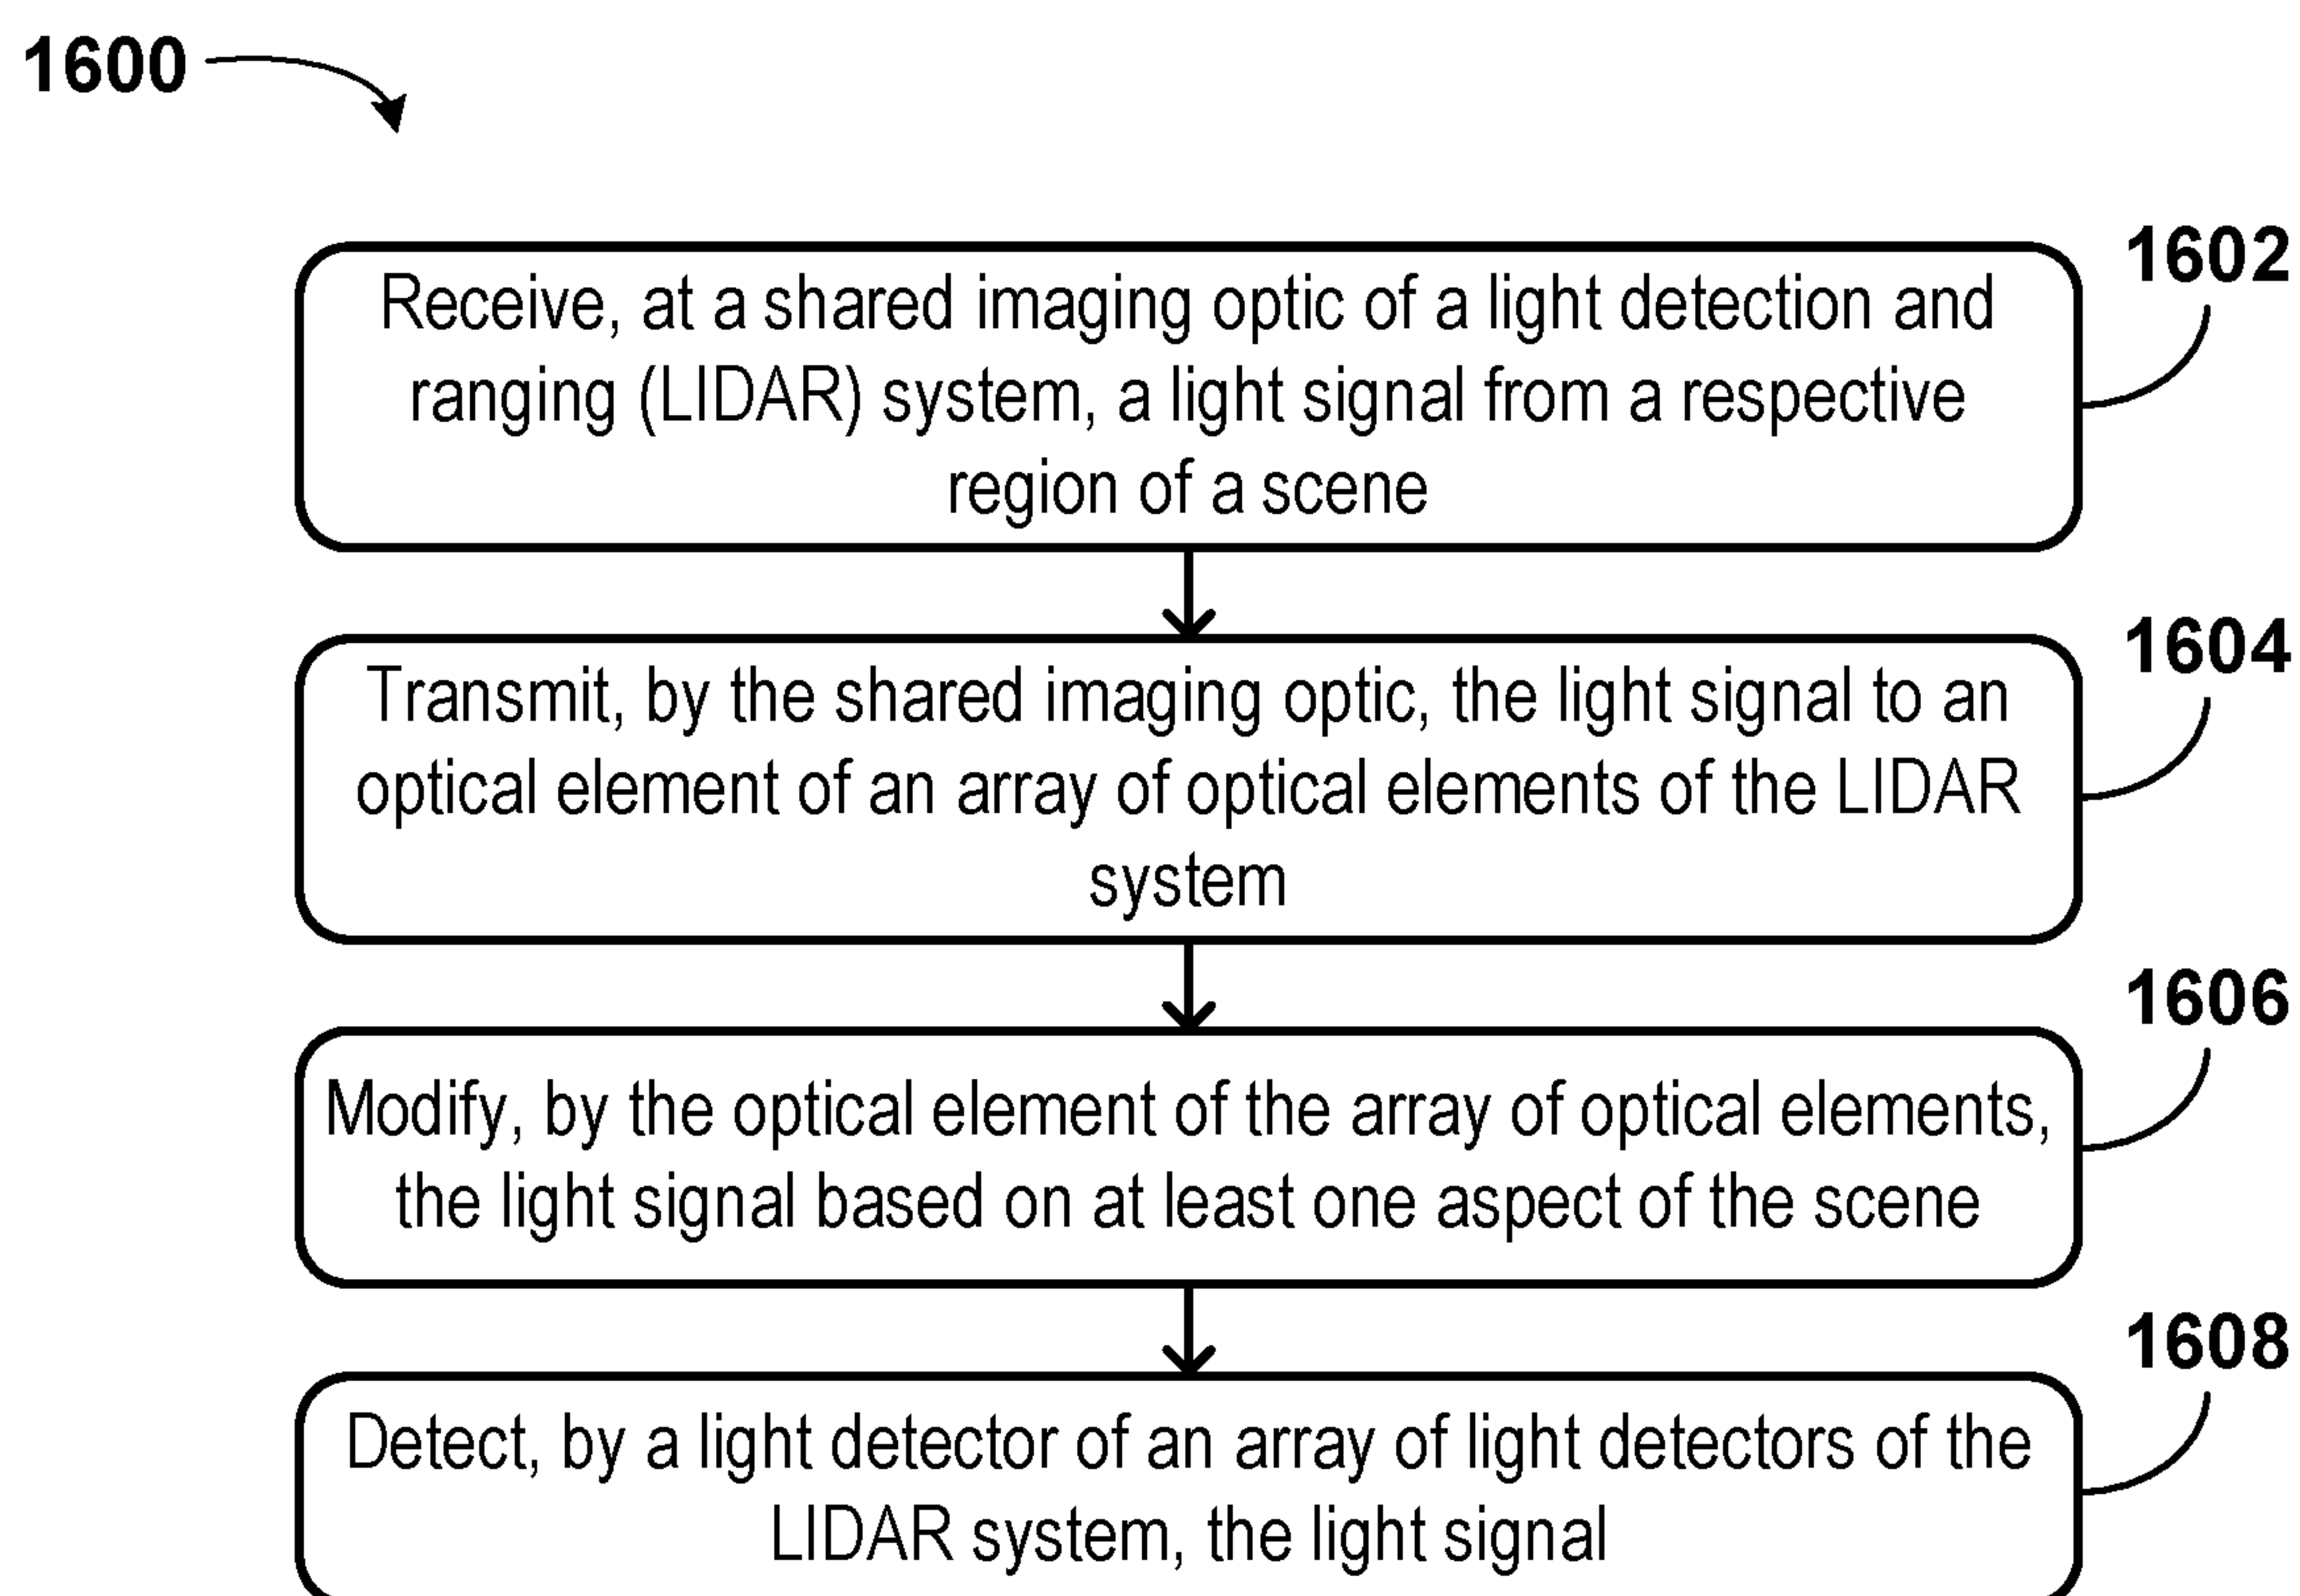 1600
1602
Receive, at a shared imaging optic of a light detection and
ranging (LIDAR) system, a light signal from a respective
region of a scene
1604
Transmit, by the shared imaging optic, the light signal to an
optical element of an array of optical elements of the LIDAR
system
1606
Modify, by the optical element of the array of optical elements,
the light signal based on at least one aspect of the scene
1608
Detect, by a light detector of an array of light detectors of the
LIDAR system, the light signal